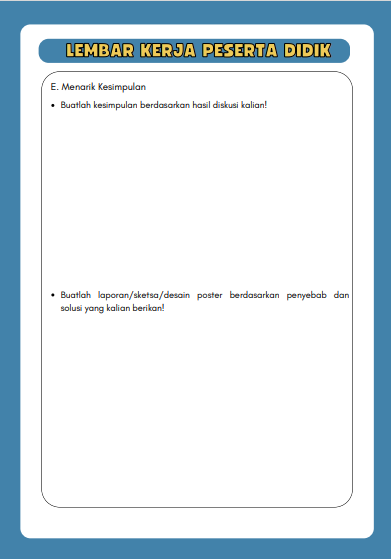 LEMBAR KERJA PESERTA DIDIK
E. Menarik Kesimpulan
• Buatlah kesimpulan berdasarkan hasil diskusi kalian!
• Buatlah laporan/sketsa/desain poster berdasarkan penyebab dan
solusi yang kalian berikan!